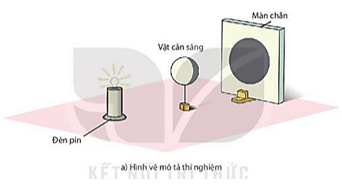 Màn chắn
Vật cản sáng
Đèn pin
a) Hình vẽ mô tả thí nghiệm
KẾT NỐI TRI THỨC